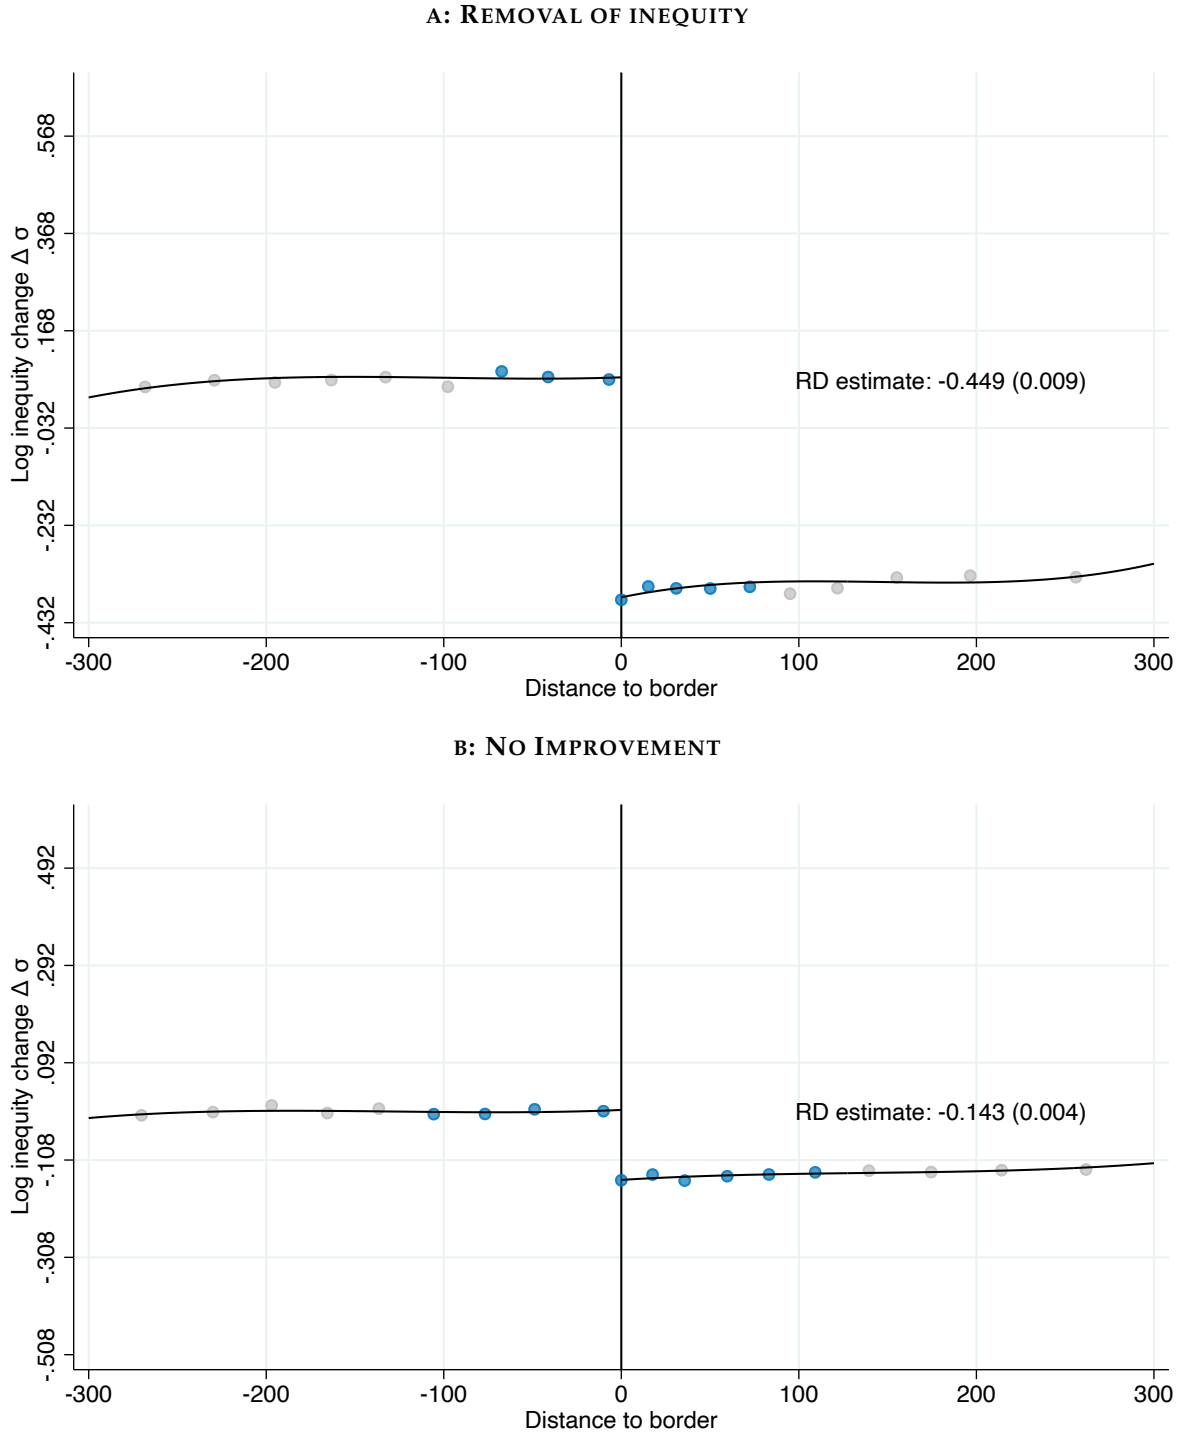 A: REMOVAL OF INEQUITY
.568
.368
.168
-.032
-.232
-.432
Log inequity change Δ σ
RD estimate: -0.449 (0.009)
-300 -200 -100 0 100 200 300
Distance to border
B: NO IMPROVEMENT
.492
.292
.092
-.108
-.308
-.508
Log inequity change Δ σ
RD estimate: -0.143 (0.004)
-300 -200 -100 0 100 200 300
Distance to border